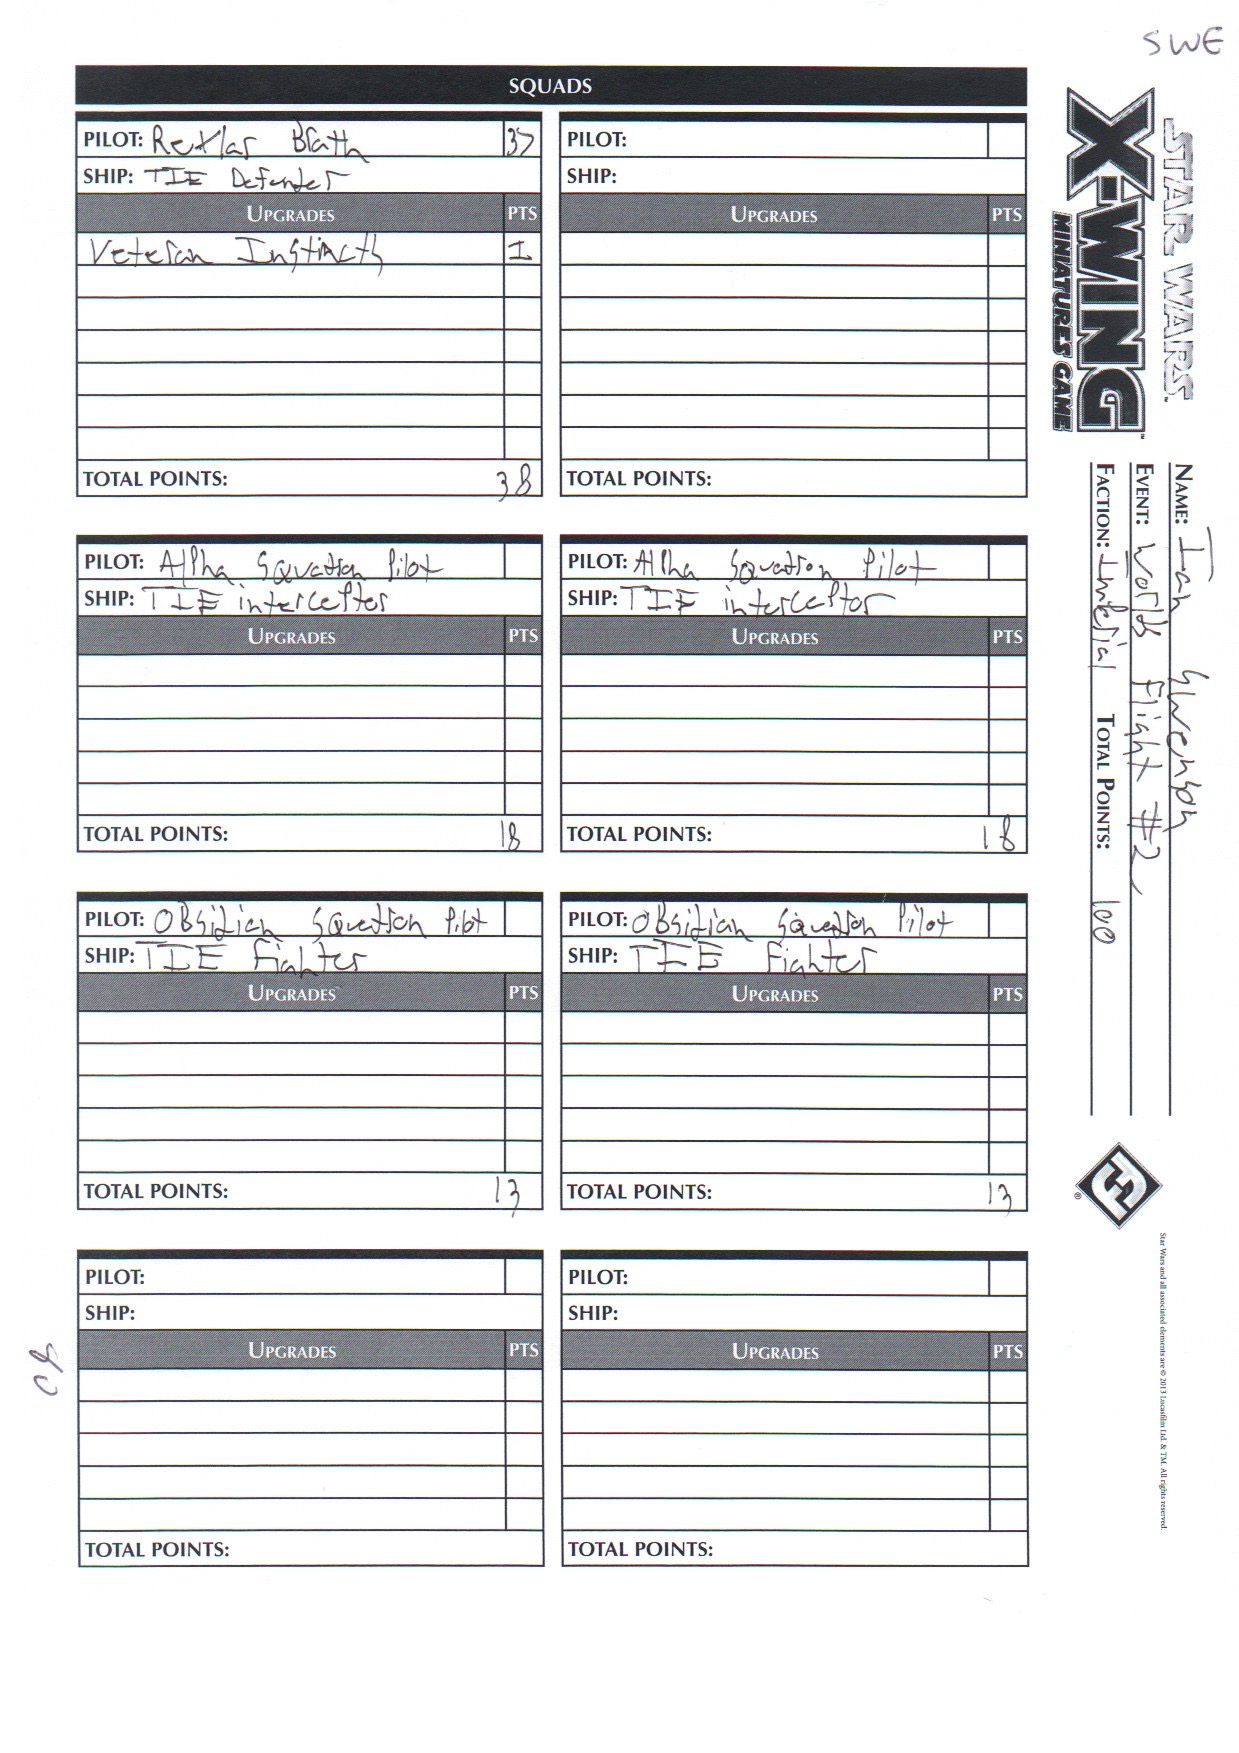 SWE
SQUADS
PILOT: Rexlar Brath 37
SHIP: TIE Defender
UPGRADES PTS
Veteran Instincts 1
TOTAL POINTS: 38
PILOT:
SHIP:
UPGRADES PTS
TOTAL POINTS:
PILOT: Alpha Squadron Pilot
SHIP: TIE interceptor
UPGRADES PTS
TOTAL POINTS: 18
PILOT: Alpha Squadron Pilot
SHIP: TIE interceptor
UPGRADES PTS
TOTAL POINTS: 18
PILOT: Obsidian Squadron Pilot
SHIP: TIE Fighter
UPGRADES PTS
TOTAL POINTS: 13
PILOT: Obsidian Squadron Pilot
SHIP: TIE Fighter
UPGRADES PTS
TOTAL POINTS: 13
PILOT:
SHIP:
UPGRADES PTS
TOTAL POINTS:
PILOT:
SHIP:
UPGRADES PTS
TOTAL POINTS:
STAR WARS™
X-WING™
MINIATURES GAME
NAME: Ian Swenson
EVENT: Worlds Flight #2
FACTION: Imperial TOTAL POINTS: 100
®
Star Wars and all associated elements are © 2013 Lucasfilm Ltd. & TM. All rights reserved.